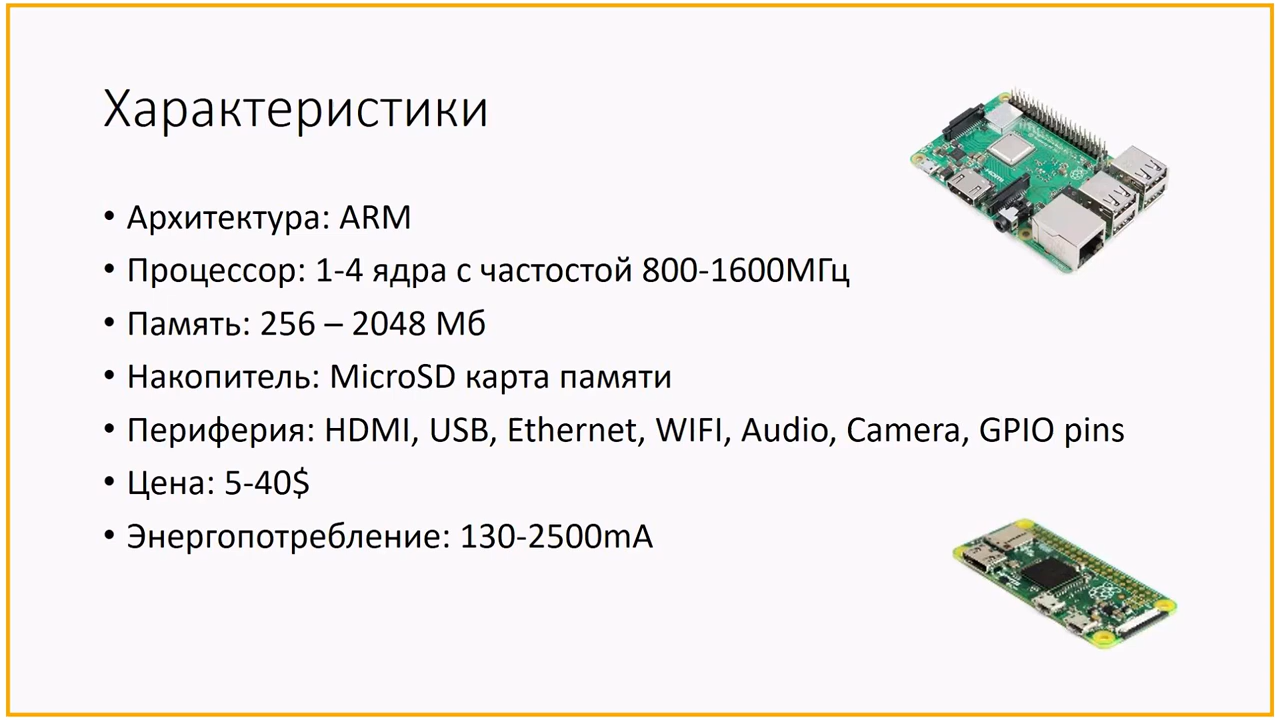 Характеристики
• Архитектура: ARM
• Процессор: 1-4 ядра с частостой 800-1600МГц
• Память: 256 – 2048 Мб
• Накопитель: MicroSD карта памяти
• Периферия: HDMI, USB, Ethernet, WIFI, Audio, Camera, GPIO pins
• Цена: 5-40$
• Энергопотребление: 130-2500mA